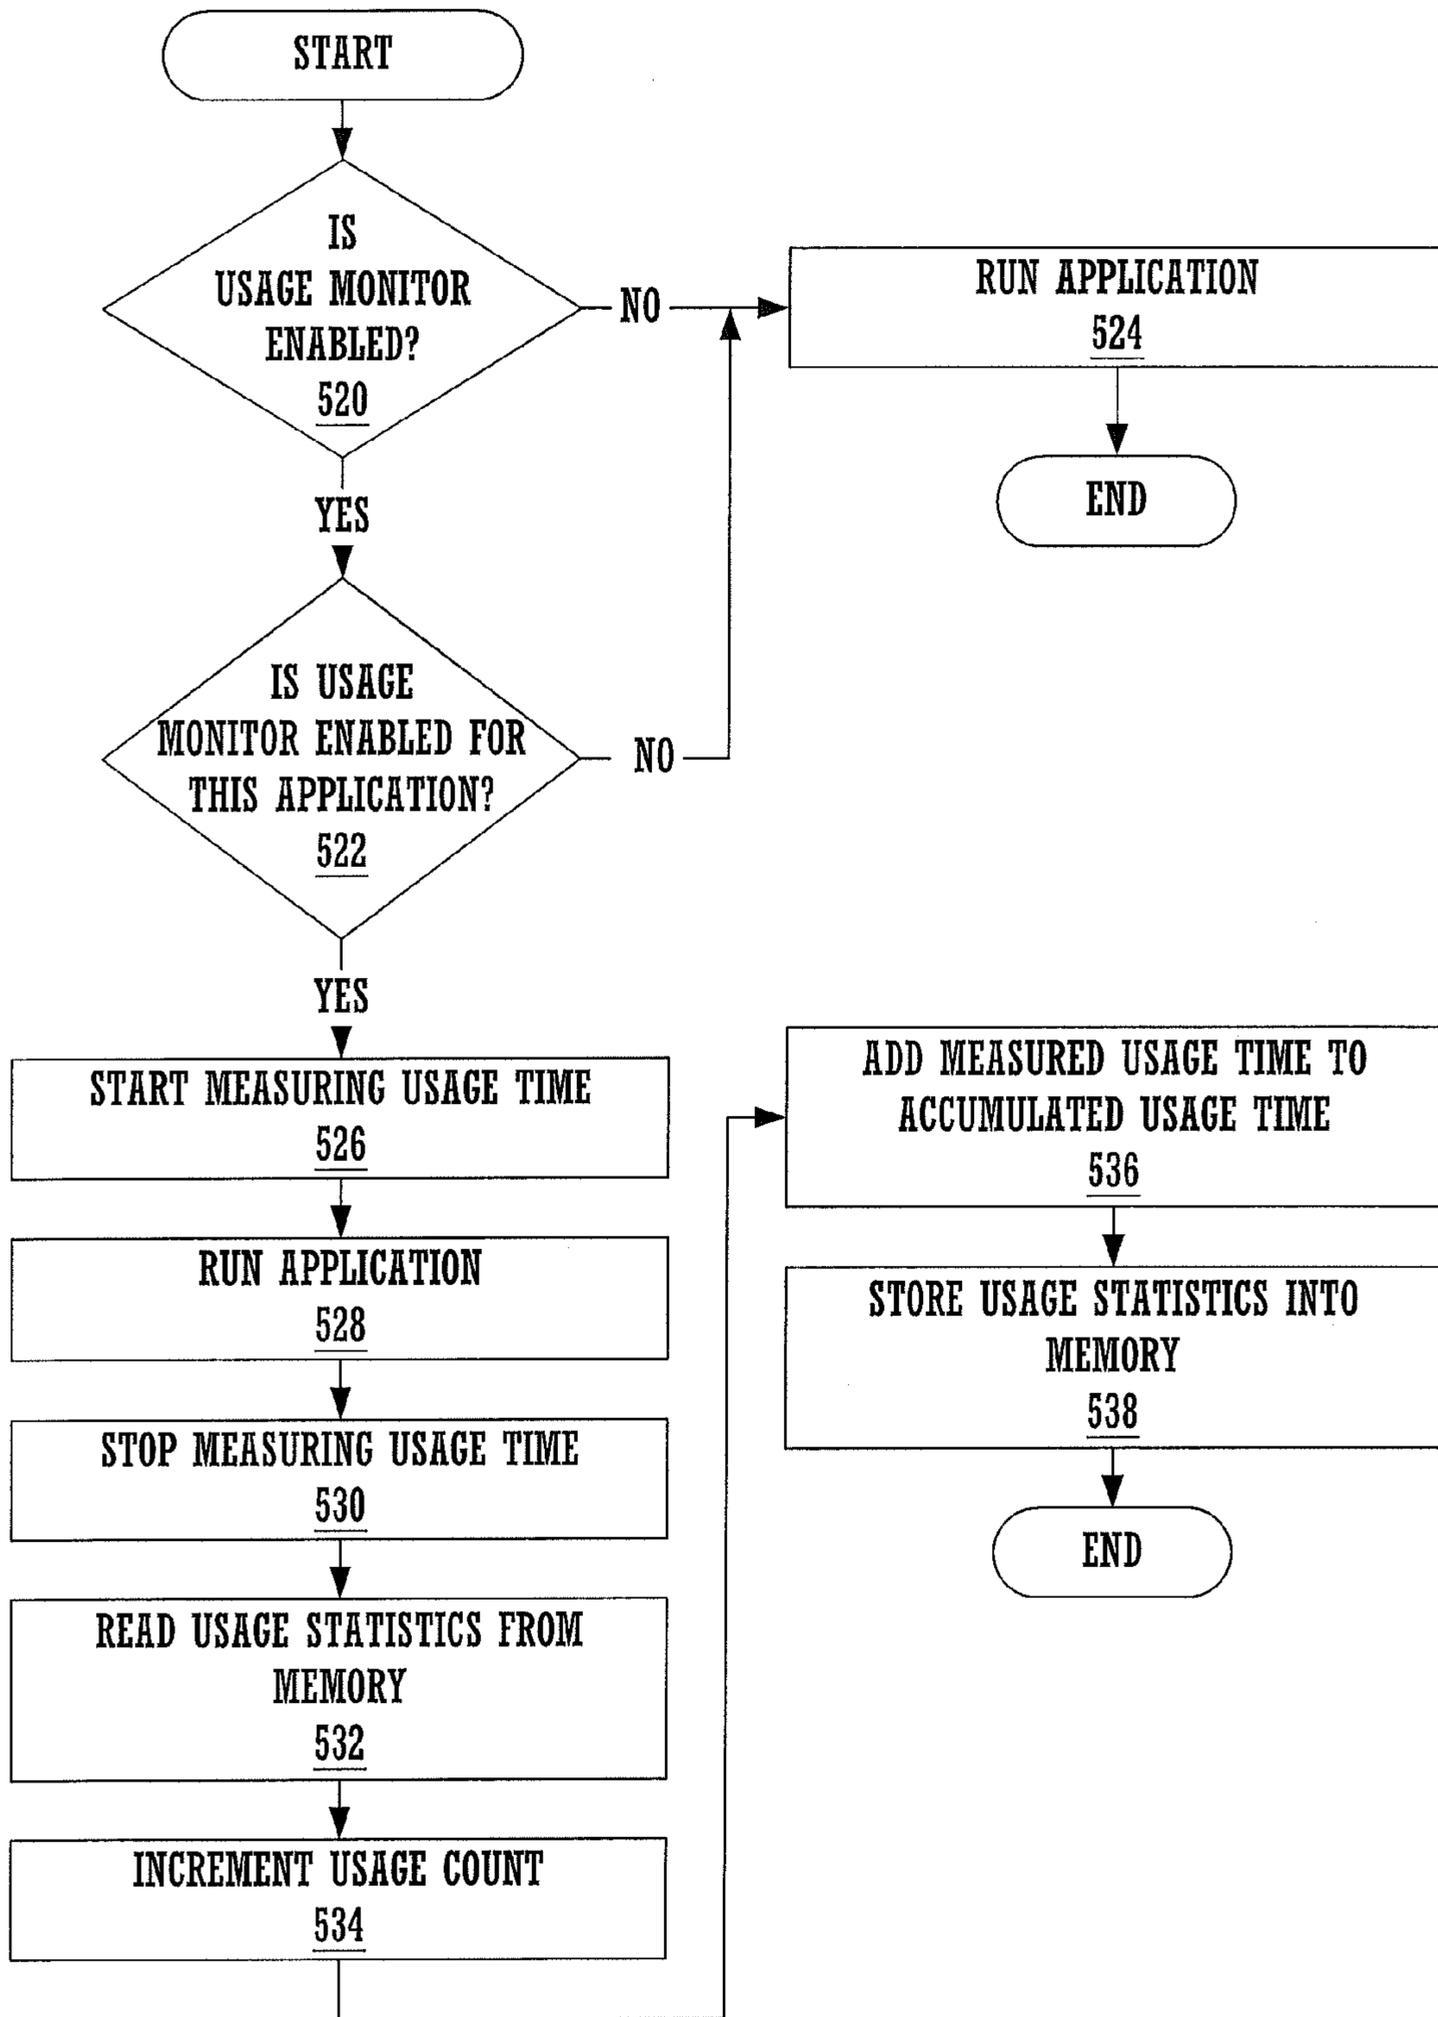 START
IS
USAGE MONITOR
ENABLED?
520
NO
RUN APPLICATION
524
END
YES
IS USAGE
MONITOR ENABLED FOR
THIS APPLICATION?
522
NO
YES
START MEASURING USAGE TIME
526
RUN APPLICATION
528
STOP MEASURING USAGE TIME
530
READ USAGE STATISTICS FROM
MEMORY
532
INCREMENT USAGE COUNT
534
ADD MEASURED USAGE TIME TO
ACCUMULATED USAGE TIME
536
STORE USAGE STATISTICS INTO
MEMORY
538
END